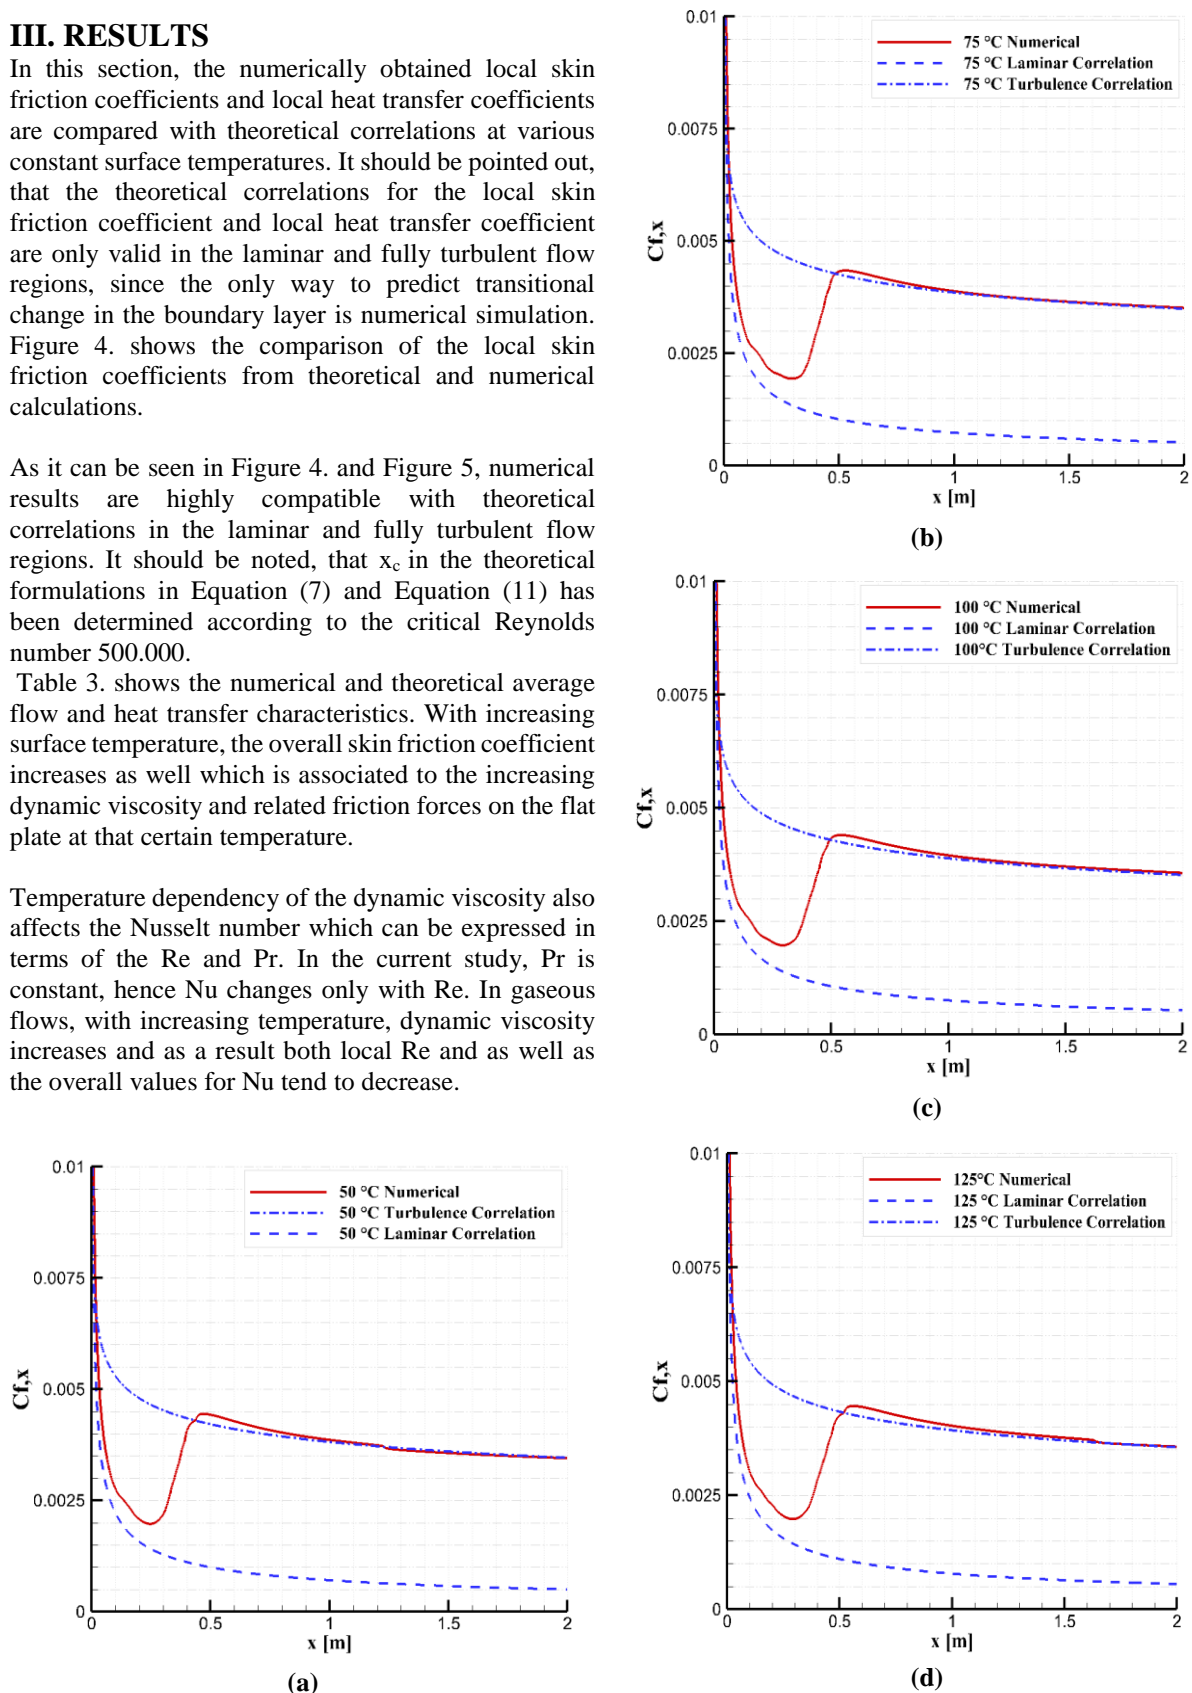 III. RESULTS
In this section, the numerically obtained local skin
friction coefficients and local heat transfer coefficients
are compared with theoretical correlations at various
constant surface temperatures. It should be pointed out,
that the theoretical correlations for the local skin
friction coefficient and local heat transfer coefficient
are only valid in the laminar and fully turbulent flow
regions, since the only way to predict transitional
change in the boundary layer is numerical simulation.
Figure 4. shows the comparison of the local skin
friction coefficients from theoretical and numerical
calculations.
As it can be seen in Figure 4. and Figure 5, numerical
results are highly compatible with theoretical
correlations in the laminar and fully turbulent flow
regions. It should be noted, that xc in the theoretical
formulations in Equation (7) and Equation (11) has
been determined according to the critical Reynolds
number 500.000.
Table 3. shows the numerical and theoretical average
flow and heat transfer characteristics. With increasing
surface temperature, the overall skin friction coefficient
increases as well which is associated to the increasing
dynamic viscosity and related friction forces on the flat
plate at that certain temperature.
Temperature dependency of the dynamic viscosity also
affects the Nusselt number which can be expressed in
terms of the Re and Pr. In the current study, Pr is
constant, hence Nu changes only with Re. In gaseous
flows, with increasing temperature, dynamic viscosity
increases and as a result both local Re and as well as
the overall values for Nu tend to decrease.
0.01
50 °C Numerical
50 °C Turbulence Correlation
50 °C Laminar Correlation
0.0075
Cf,x
0.005
0.0025
0
0 0.5 1 1.5 2
x [m]
(a)
0.01
75 °C Numerical
75 °C Laminar Correlation
75 °C Turbulence Correlation
0.0075
Cf,x
0.005
0.0025
0
0 0.5 1 1.5 2
x [m]
(b)
0.01
100 °C Numerical
100 °C Laminar Correlation
100°C Turbulence Correlation
0.0075
Cf,x
0.005
0.0025
0
0 0.5 1 1.5 2
x [m]
(c)
0.01
125°C Numerical
125 °C Laminar Correlation
125 °C Turbulence Correlation
0.0075
Cf,x
0.005
0.0025
0
0 0.5 1 1.5 2
x [m]
(d)